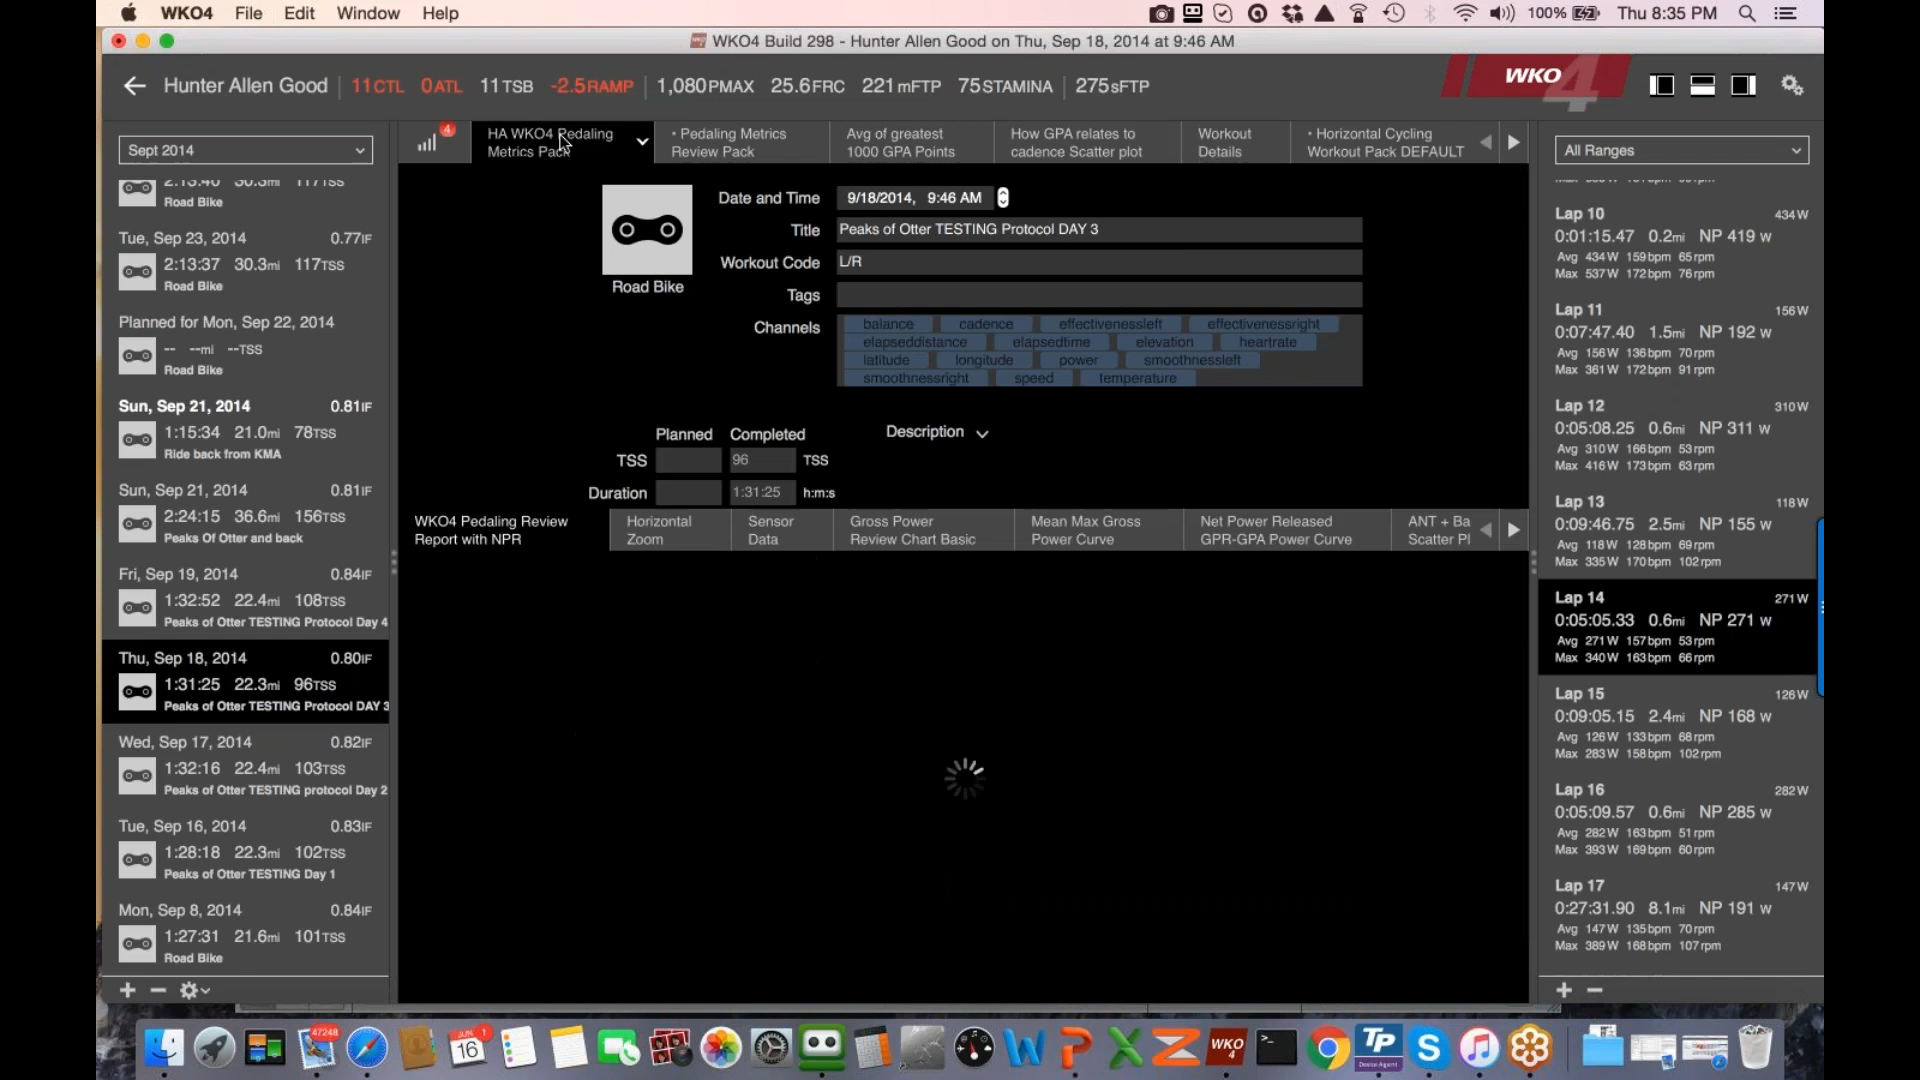 WKO4 File Edit Window Help
100% Thu 8:35 PM
WKO4 Build 298 - Hunter Allen Good on Thu, Sep 18, 2014 at 9:46 AM
Hunter Allen Good 11CTL 0ATL 11TSB -2.5RAMP 1,080PMAX 25.6FRC 221mFTP 75STAMINA 275sFTP
WKO 4
Sept 2014
2:13:40 30.3mi 117TSS
Road Bike
Tue, Sep 23, 2014 0.77IF
2:13:37 30.3mi 117TSS
Road Bike
Planned for Mon, Sep 22, 2014
-- --mi --TSS
Road Bike
Sun, Sep 21, 2014 0.81IF
1:15:34 21.0mi 78TSS
Ride back from KMA
Sun, Sep 21, 2014 0.81IF
2:24:15 36.6mi 156TSS
Peaks Of Otter and back
Fri, Sep 19, 2014 0.84IF
1:32:52 22.4mi 108TSS
Peaks of Otter TESTING Protocol Day 4
Thu, Sep 18, 2014 0.80IF
1:31:25 22.3mi 96TSS
Peaks of Otter TESTING Protocol DAY 3
Wed, Sep 17, 2014 0.82IF
1:32:16 22.4mi 103TSS
Peaks of Otter TESTING protocol Day 2
Tue, Sep 16, 2014 0.83IF
1:28:18 22.3mi 102TSS
Peaks of Otter TESTING Day 1
Mon, Sep 8, 2014 0.84IF
1:27:31 21.6mi 101TSS
Road Bike
4
HA WKO4 Pedaling
Metrics Pack
• Pedaling Metrics
Review Pack
Avg of greatest
1000 GPA Points
How GPA relates to
cadence Scatter plot
Workout
Details
• Horizontal Cycling
Workout Pack DEFAULT
Road Bike
Date and Time 9/18/2014, 9:46 AM
Title Peaks of Otter TESTING Protocol DAY 3
Workout Code L/R
Tags
Channels
balance cadence effectivenessleft effectivenessright
elapseddistance elapsedtime elevation heartrate
latitude longitude power smoothnessleft
smoothnessright speed temperature
Planned Completed Description
TSS 96 TSS
Duration 1:31:25 h:m:s
WKO4 Pedaling Review
Report with NPR
Horizontal
Zoom
Sensor
Data
Gross Power
Review Chart Basic
Mean Max Gross
Power Curve
Net Power Released
GPR-GPA Power Curve
ANT + Ba
Scatter Pl
All Ranges
Lap 10 434W
0:01:15.47 0.2mi NP 419 W
Avg 434W 159bpm 65rpm
Max 537W 172bpm 76rpm
Lap 11 156W
0:07:47.40 1.5mi NP 192 W
Avg 156W 136bpm 70rpm
Max 361W 172bpm 91rpm
Lap 12 310W
0:05:08.25 0.6mi NP 311 W
Avg 310W 166bpm 53rpm
Max 416W 173bpm 63rpm
Lap 13 118W
0:09:46.75 2.5mi NP 155 W
Avg 118W 128bpm 69rpm
Max 335W 170bpm 102rpm
Lap 14 271W
0:05:05.33 0.6mi NP 271 W
Avg 271W 157bpm 53rpm
Max 340W 163bpm 66rpm
Lap 15 126W
0:09:05.15 2.4mi NP 168 W
Avg 126W 133bpm 68rpm
Max 283W 158bpm 102rpm
Lap 16 282W
0:05:09.57 0.6mi NP 285 W
Avg 282W 163bpm 51rpm
Max 393W 169bpm 60rpm
Lap 17 147W
0:27:31.90 8.1mi NP 191 W
Avg 147W 135bpm 70rpm
Max 389W 168bpm 107rpm
47248
JUN 1
16
WKO
4
TP
Device Agent